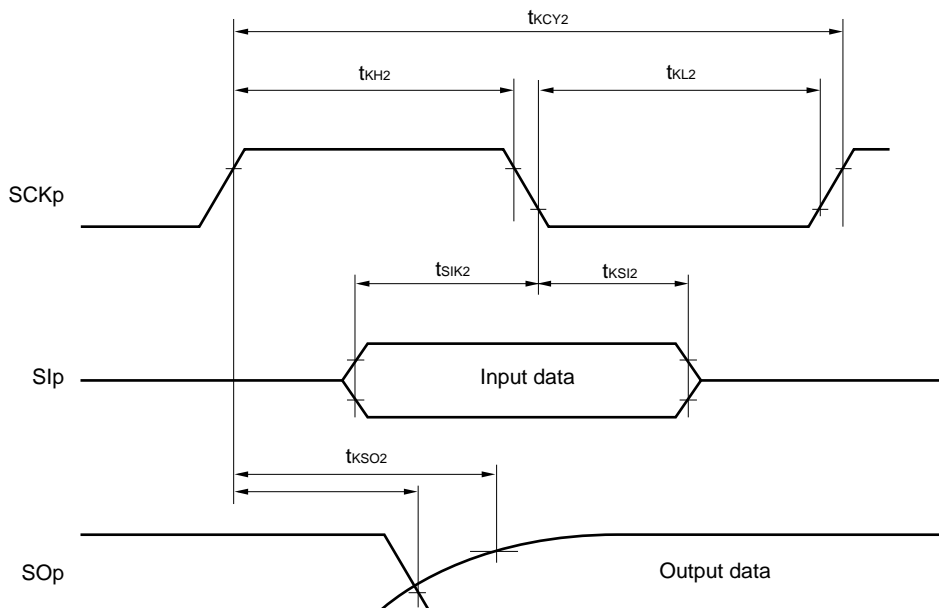 tKCY2
tKH2
tKL2
SCKp
tSIK2
tKSI2
SIp
Input data
tKSO2
SOp
Output data